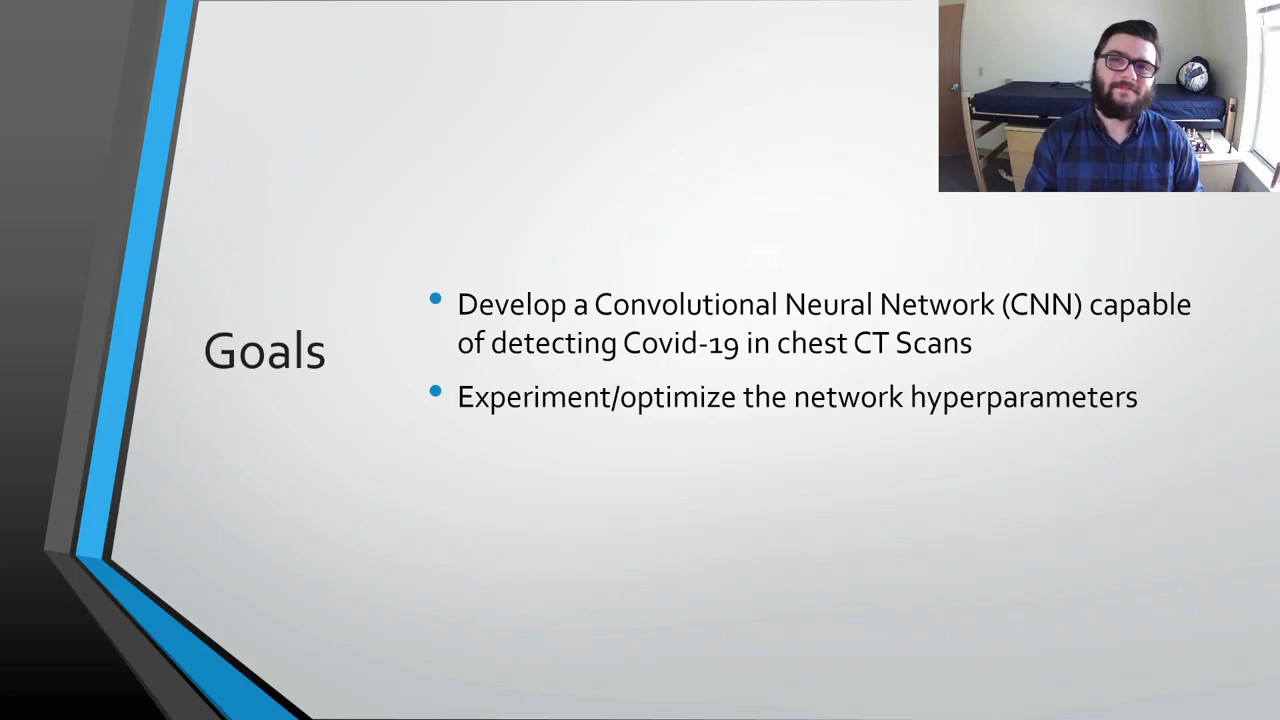 Goals
Develop a Convolutional Neural Network (CNN) capable
of detecting Covid-19 in chest CT Scans
Experiment/optimize the network hyperparameters